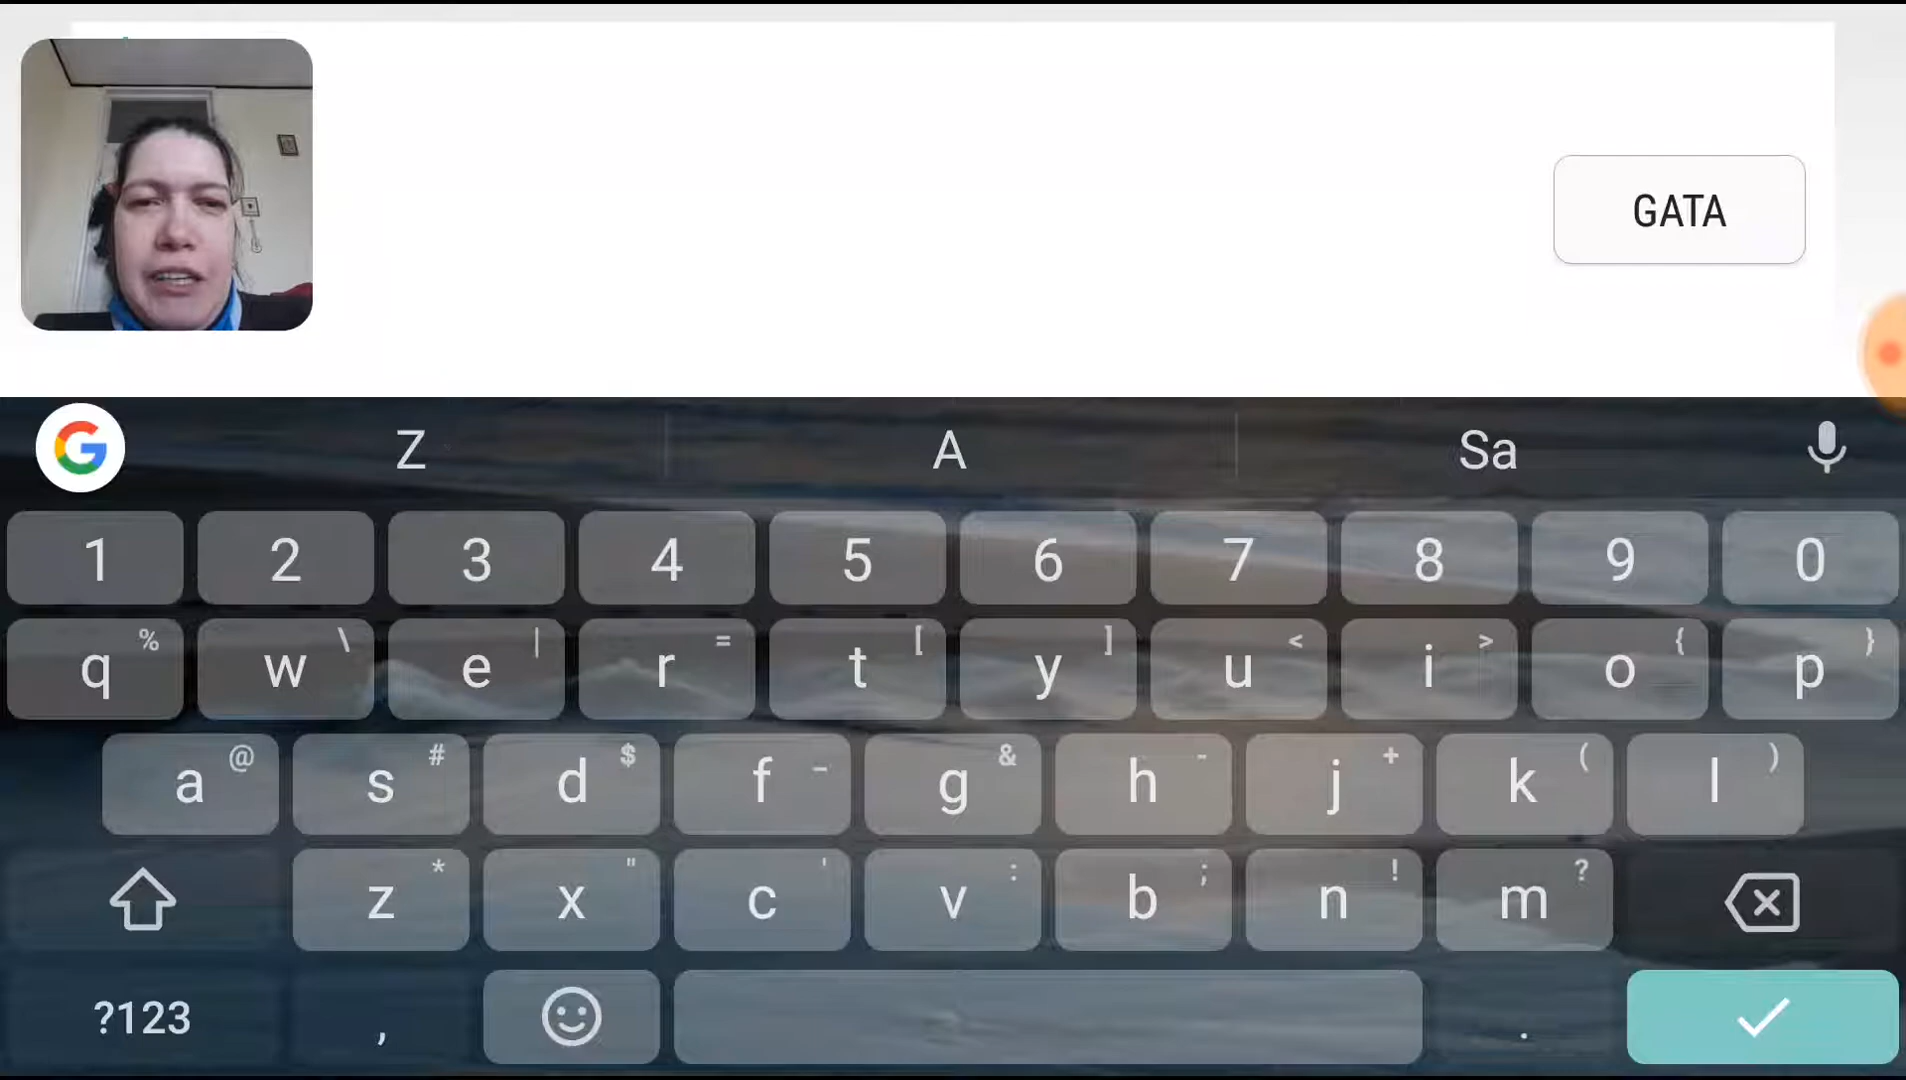 GATA
Z A Sa
1 2 3 4 5 6 7 8 9 0
q % w \ e | r = t [ y ] u < i > o { p }
a @ s # d $ f _ g & h - j + k ( l )
z * x " c ' v : b ; n ! m ?
?123 , .